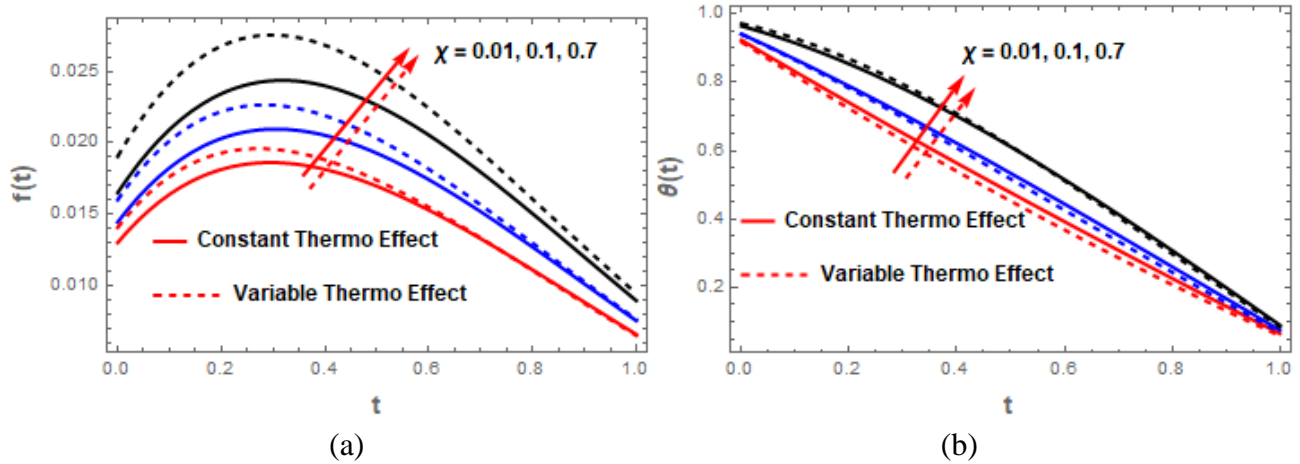 f(t)
0.025
0.020
0.015
0.010
0.0
0.2
0.4
0.6
0.8
1.0
t
χ = 0.01, 0.1, 0.7
Constant Thermo Effect
Variable Thermo Effect
(a)
θ(t)
1.0
0.8
0.6
0.4
0.2
0.0
0.2
0.4
0.6
0.8
1.0
t
χ = 0.01, 0.1, 0.7
Constant Thermo Effect
Variable Thermo Effect
(b)